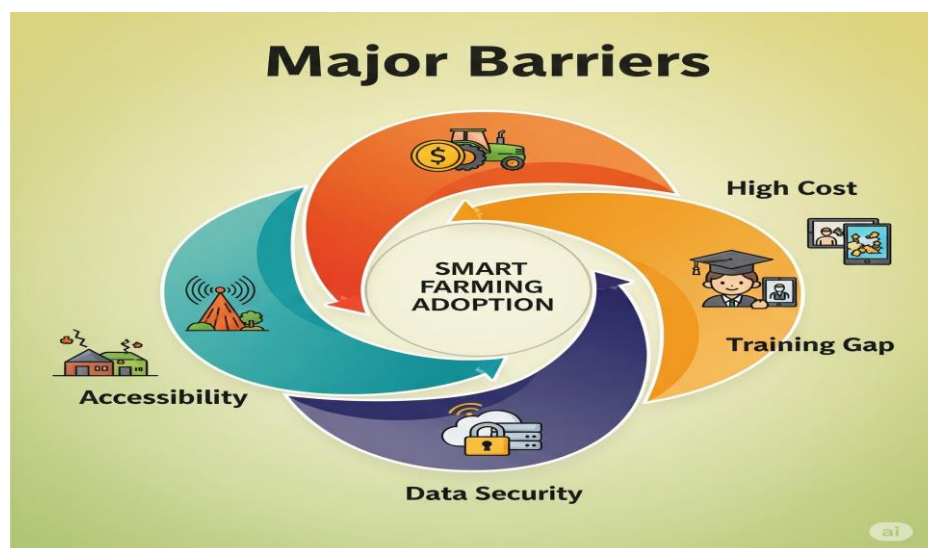 Major Barriers
High Cost
SMART
FARMING
ADOPTION
$
Training Gap
Accessibility
Data Security
ai